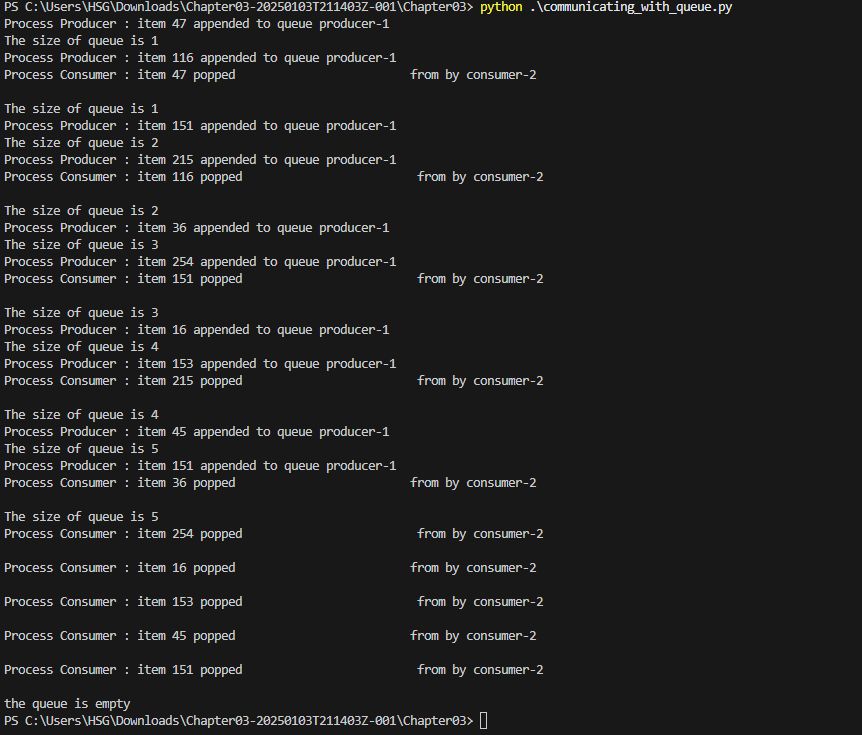 PS C:\Users\HSG\Downloads\Chapter03-20250103T211403Z-001\Chapter03> python .\communicating_with_queue.py
Process Producer : item 47 appended to queue producer-1
The size of queue is 1
Process Producer : item 116 appended to queue producer-1
Process Consumer : item 47 popped                         from by consumer-2

The size of queue is 1
Process Producer : item 151 appended to queue producer-1
The size of queue is 2
Process Producer : item 215 appended to queue producer-1
Process Consumer : item 116 popped                         from by consumer-2

The size of queue is 2
Process Producer : item 36 appended to queue producer-1
The size of queue is 3
Process Producer : item 254 appended to queue producer-1
Process Consumer : item 151 popped                         from by consumer-2

The size of queue is 3
Process Producer : item 16 appended to queue producer-1
The size of queue is 4
Process Producer : item 153 appended to queue producer-1
Process Consumer : item 215 popped                         from by consumer-2

The size of queue is 4
Process Producer : item 45 appended to queue producer-1
The size of queue is 5
Process Producer : item 151 appended to queue producer-1
Process Consumer : item 36 popped                         from by consumer-2

The size of queue is 5
Process Consumer : item 254 popped                         from by consumer-2

Process Consumer : item 16 popped                         from by consumer-2

Process Consumer : item 153 popped                         from by consumer-2

Process Consumer : item 45 popped                         from by consumer-2

Process Consumer : item 151 popped                         from by consumer-2

the queue is empty
PS C:\Users\HSG\Downloads\Chapter03-20250103T211403Z-001\Chapter03>